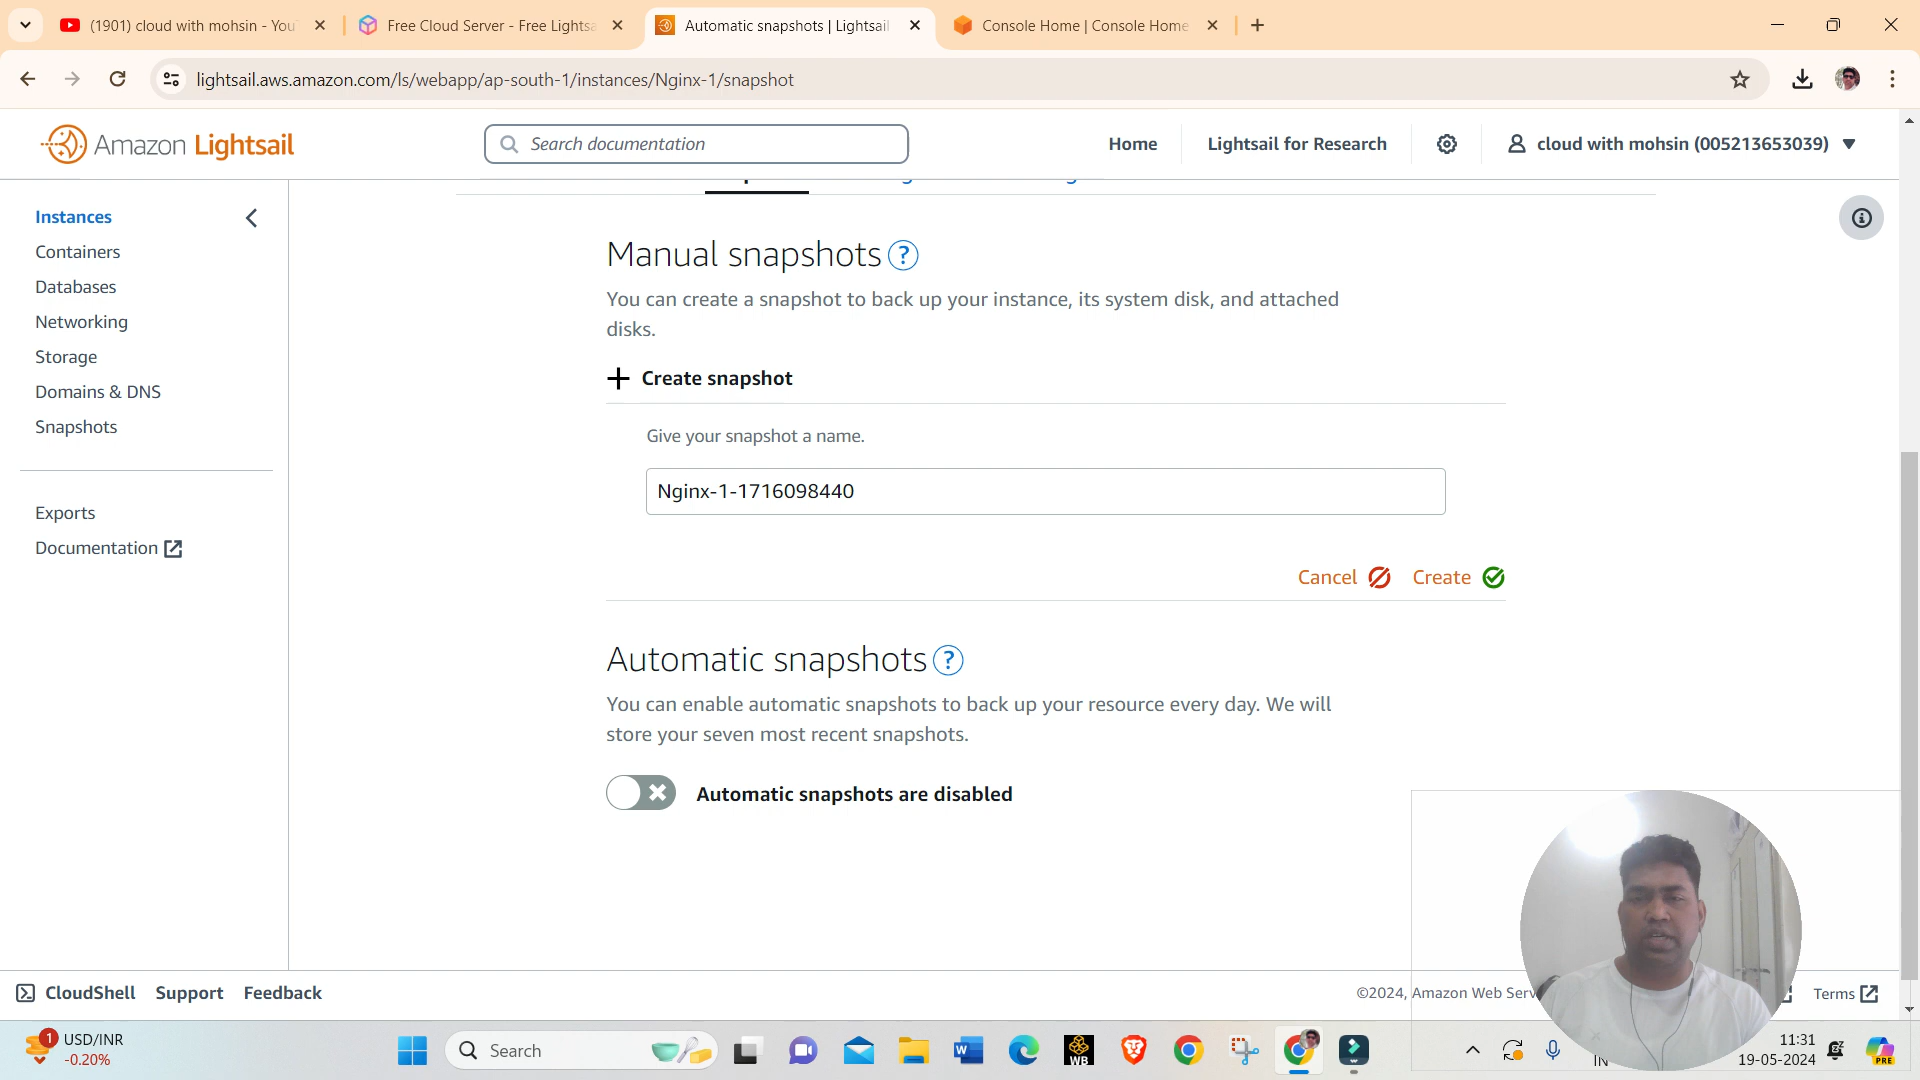 (1901) cloud with mohsin - You
Free Cloud Server - Free Lightsa
Automatic snapshots | Lightsail
Console Home | Console Home
lightsail.aws.amazon.com/ls/webapp/ap-south-1/instances/Nginx-1/snapshot
Amazon Lightsail
Search documentation
Home
Lightsail for Research
cloud with mohsin (005213653039)
Instances
Containers
Databases
Networking
Storage
Domains & DNS
Snapshots
Exports
Documentation
Manual snapshots ?
You can create a snapshot to back up your instance, its system disk, and attached
disks.
+ Create snapshot
Give your snapshot a name.
Nginx-1-1716098440
Cancel
Create
Automatic snapshots ?
You can enable automatic snapshots to back up your resource every day. We will
store your seven most recent snapshots.
Automatic snapshots are disabled
CloudShell
Support
Feedback
©2024, Amazon Web Serv
Terms
1
USD/INR
-0.20%
Search
W
WB
IN
11:31
19-05-2024
PRE